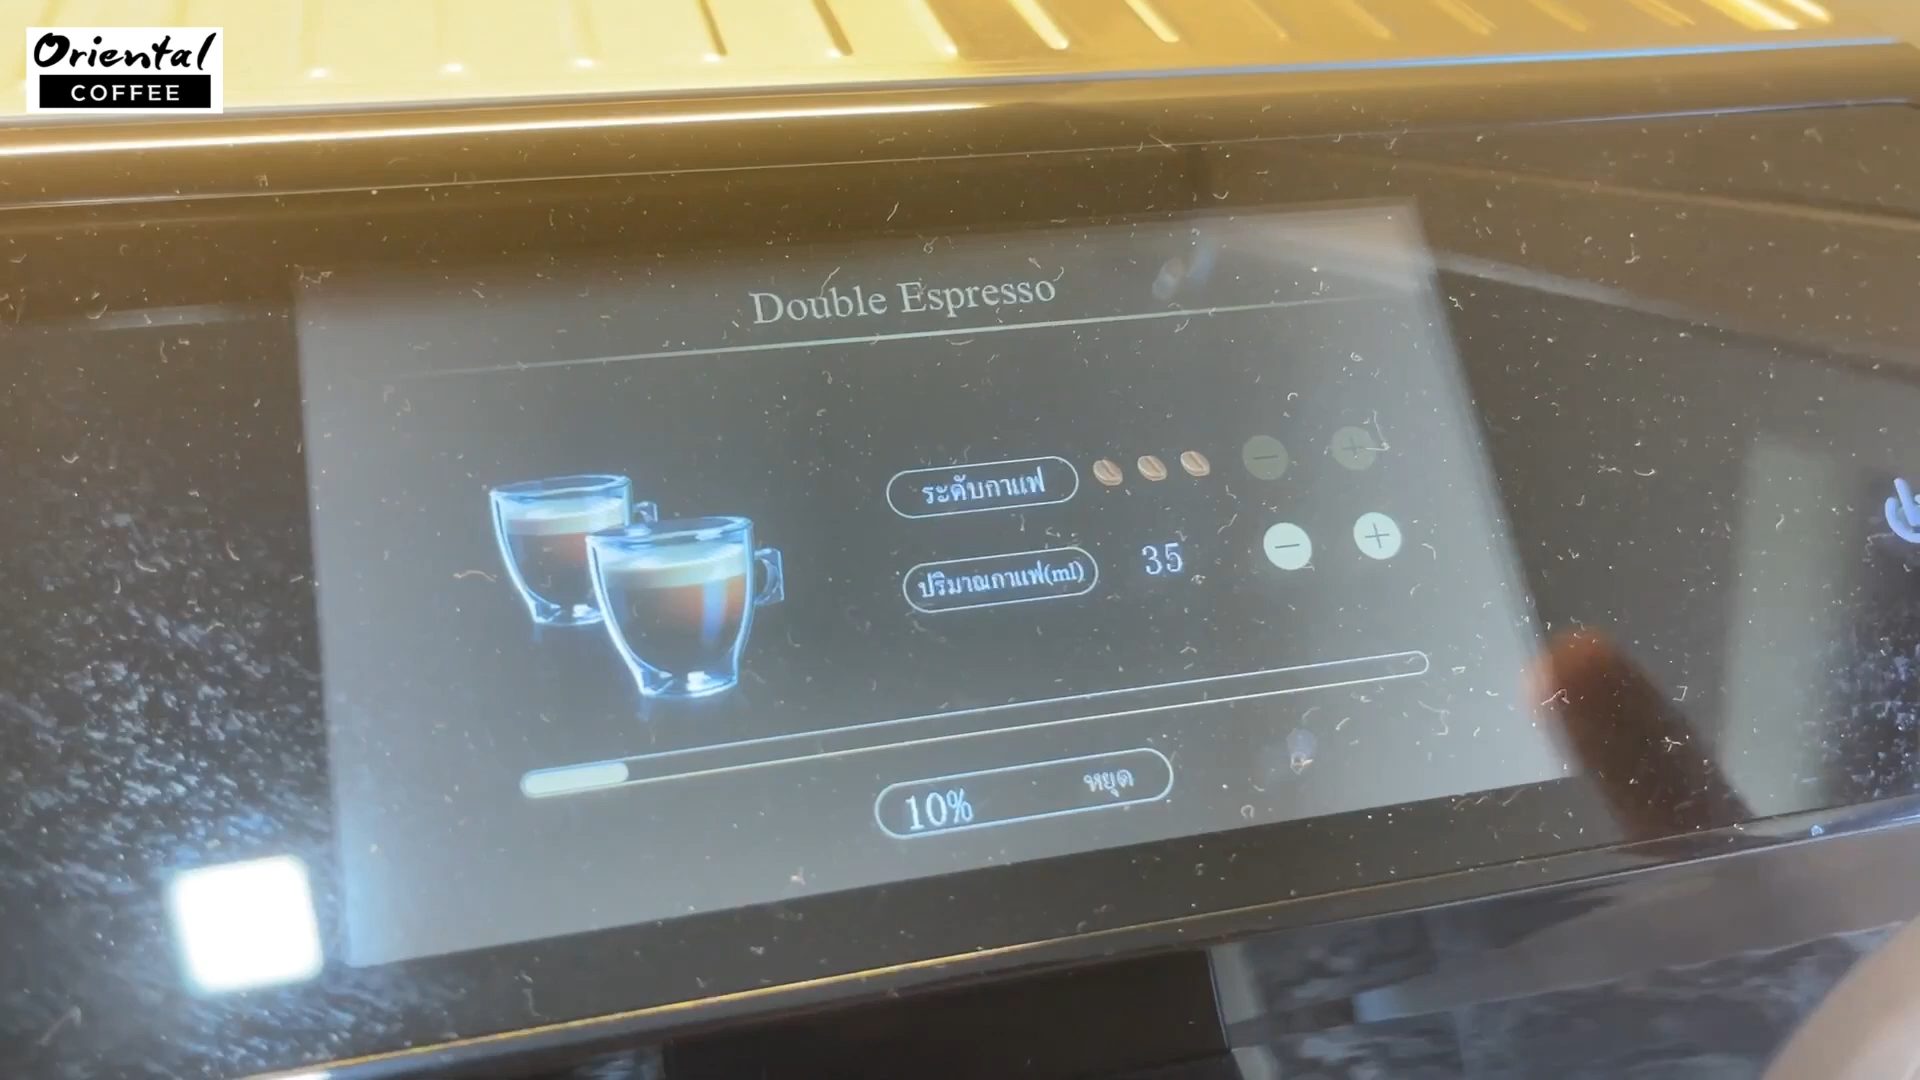 Oriental
COFFEE
Double Espresso
ระดับกาแฟ
ปริมาณกาแฟ(ml) 35
10% หยุด